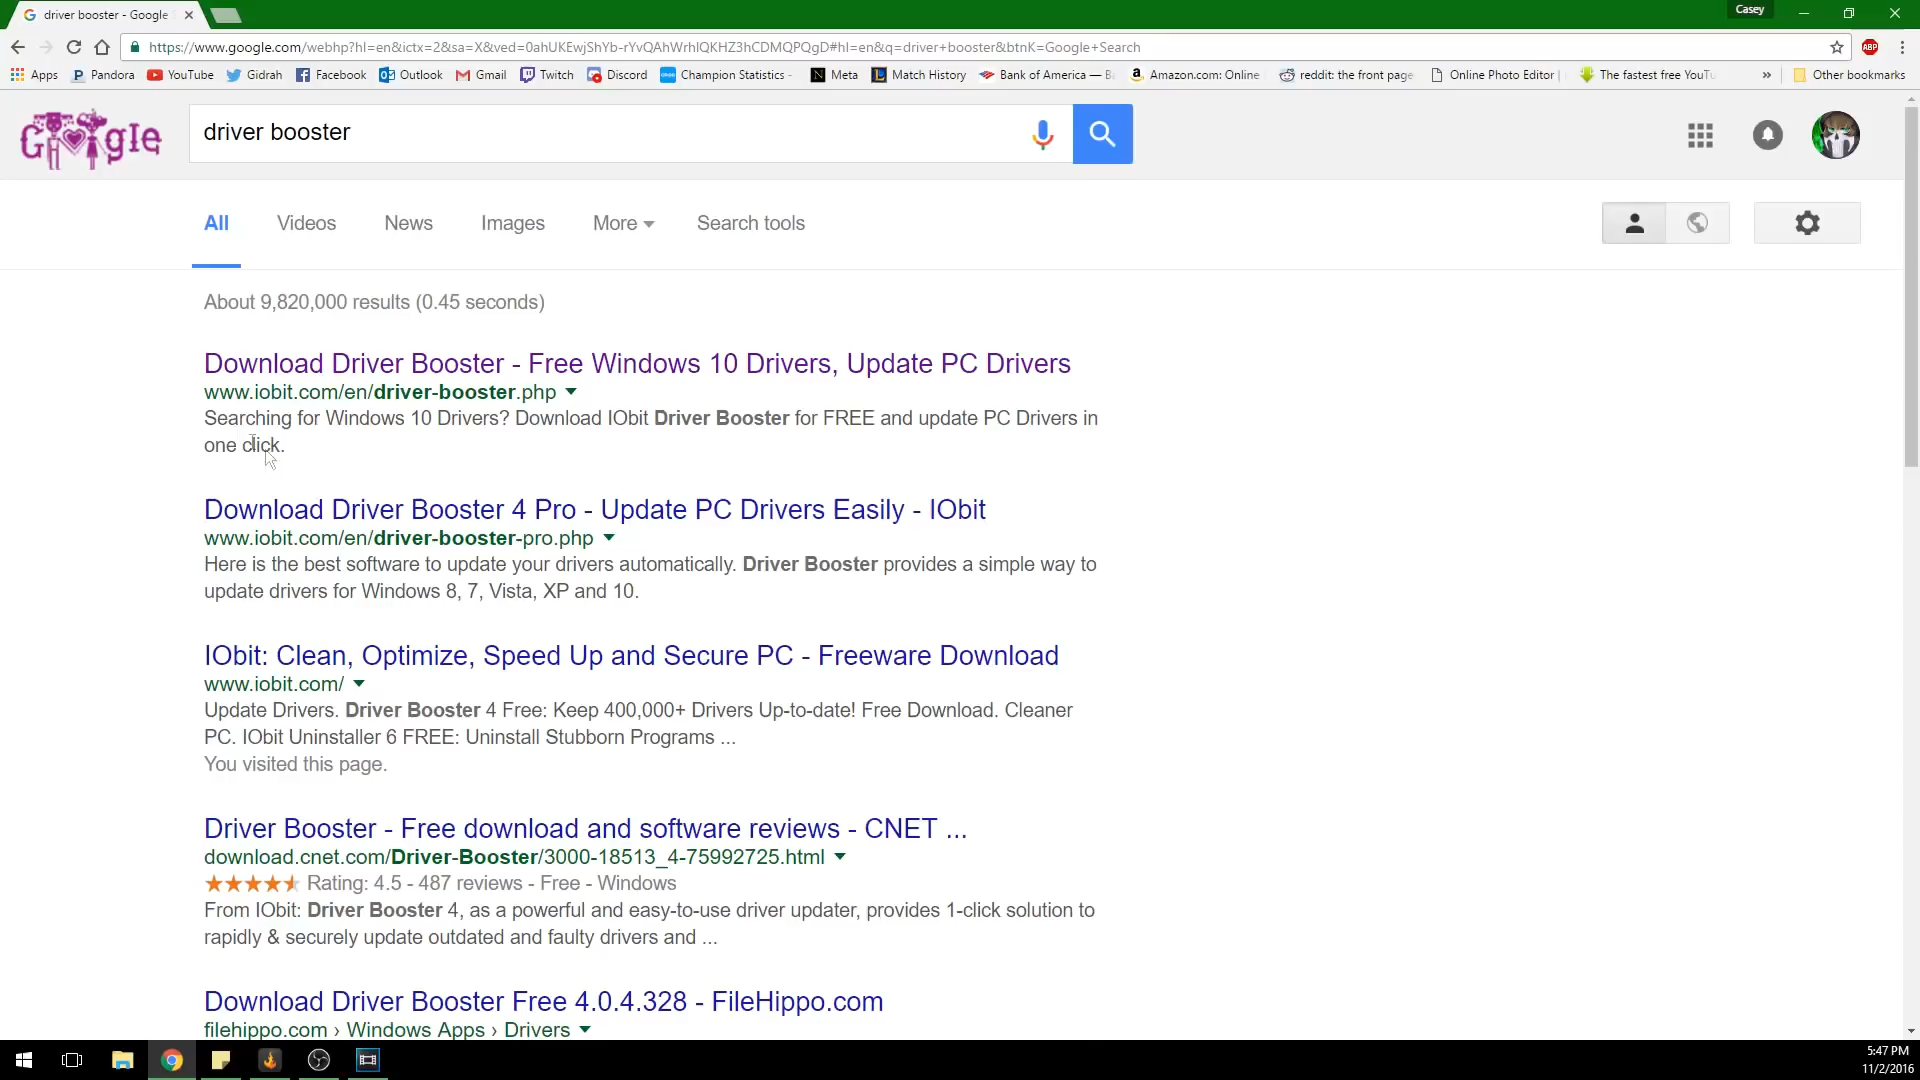 driver booster - Google
Casey
https://www.google.com/webhp?hl=en&ictx=2&sa=X&ved=0ahUKEwjShYb-rYvQAhWrhlQKHZ3hCDMQPQgD#hl=en&q=driver+booster&btnK=Google+Search
ABP
Apps Pandora YouTube Gidrah Facebook Outlook Gmail Twitch Discord Champion Statistics - Meta Match History Bank of America — Amazon.com: Online reddit: the front page Online Photo Editor | The fastest free YouTu » Other bookmarks
Google
driver booster
All Videos News Images More Search tools
About 9,820,000 results (0.45 seconds)
Download Driver Booster - Free Windows 10 Drivers, Update PC Drivers
www.iobit.com/en/driver-booster.php
Searching for Windows 10 Drivers? Download IObit Driver Booster for FREE and update PC Drivers in
one click.
Download Driver Booster 4 Pro - Update PC Drivers Easily - IObit
www.iobit.com/en/driver-booster-pro.php
Here is the best software to update your drivers automatically. Driver Booster provides a simple way to
update drivers for Windows 8, 7, Vista, XP and 10.
IObit: Clean, Optimize, Speed Up and Secure PC - Freeware Download
www.iobit.com/
Update Drivers. Driver Booster 4 Free: Keep 400,000+ Drivers Up-to-date! Free Download. Cleaner
PC. IObit Uninstaller 6 FREE: Uninstall Stubborn Programs ...
You visited this page.
Driver Booster - Free download and software reviews - CNET ...
download.cnet.com/Driver-Booster/3000-18513_4-75992725.html
Rating: 4.5 - 487 reviews - Free - Windows
From IObit: Driver Booster 4, as a powerful and easy-to-use driver updater, provides 1-click solution to
rapidly & securely update outdated and faulty drivers and ...
Download Driver Booster Free 4.0.4.328 - FileHippo.com
filehippo.com › Windows Apps › Drivers
5:47 PM
11/2/2016